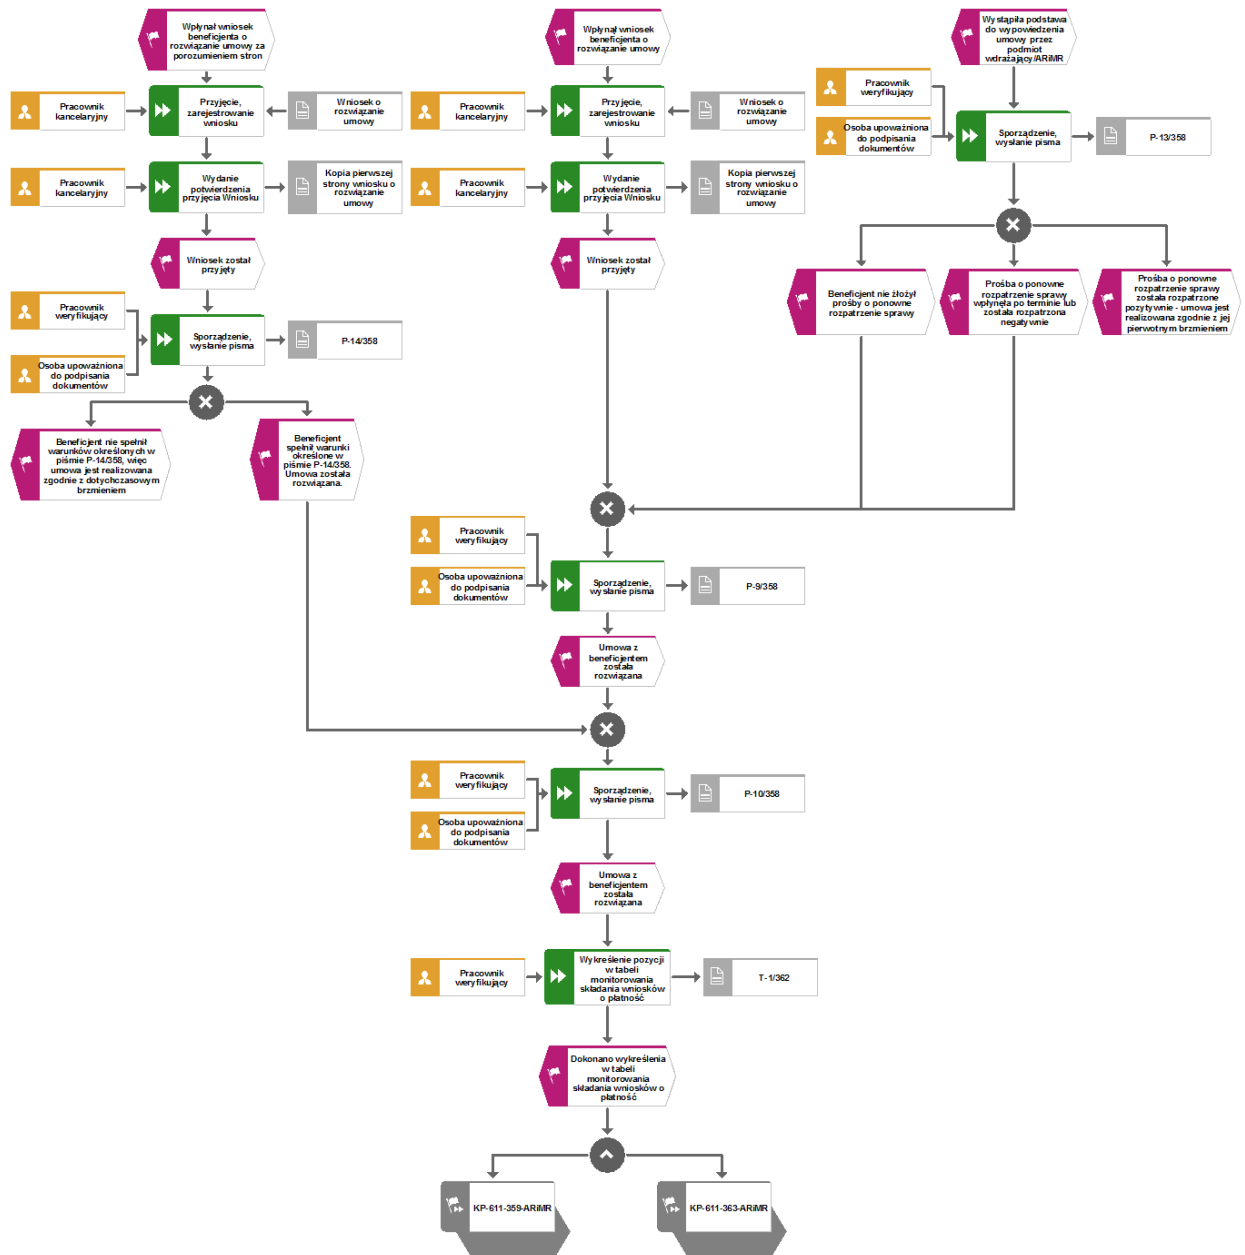 Wpłynał wniosek
beneficjenta o
rozwiązanie umowy za
porozumieniem stron
Pracownik
kancelaryjny
Przyjęcie,
zarejestrowanie
wniosku
Wniosek o
rozwiązanie
umowy
Pracownik
kancelaryjny
Wydanie
potwierdzenia
przyjęcia Wniosku
Kopia pierwszej
strony wniosku o
rozwiązanie
umowy
Wniosek został
przyjęty
Pracownik
weryfikujący
Osoba upoważniona
do podpisania
dokumentów
Sporządzenie,
wysłanie pisma
P-14/358
Beneficjent nie spełnił
warunków określonych w
piśmie P-14/358, więc
umowa jest realizowana
zgodnie z dotychczasowym
brzmieniem
Beneficjent
spełnił warunki
określone w
piśmie P-14/358.
Umowa została
rozwiązana.
Wpłynął wniosek
beneficjenta o
rozwiązanie umowy
Pracownik
kancelaryjny
Przyjęcie,
zarejestrowanie
wniosku
Wniosek o
rozwiązanie
umowy
Pracownik
kancelaryjny
Wydanie
potwierdzenia
przyjęcia Wniosku
Kopia pierwszej
strony wniosku o
rozwiązanie
umowy
Wniosek został
przyjęty
Wystąpiła podstawa
do wypowiedzenia
umowy przez
podmiot
wdrażający/ARiMR
Pracownik
weryfikujący
Osoba upoważniona
do podpisania
dokumentów
Sporządzenie,
wysłanie pisma
P-13/358
Beneficjent nie złożył
prośby o ponowne
rozpatrzenie sprawy
Prośba o ponowne
rozpatrzenie sprawy
wpłynęła po terminie lub
została rozpatrzona
negatywnie
Prośba o ponowne
rozpatrzenie sprawy
została rozpatrzone
pozytywnie - umowa jest
realizowana zgodnie z jej
pierwotnym brzmieniem
Pracownik
weryfikujący
Osoba upoważniona
do podpisania
dokumentów
Sporządzenie,
wysłanie pisma
P-9/358
Umowa z
beneficjentem
została
rozwiązana
Pracownik
weryfikujący
Osoba upoważniona
do podpisania
dokumentów
Sporządzenie,
wysłanie pisma
P-10/358
Umowa z
beneficjentem
została
rozwiązana
Pracownik
weryfikujący
Wykreślenie pozycji
w tabeli
monitorowania
składania wniosków
o płatność
T-1/362
Dokonano wykreślenia
w tabeli
monitorowania
składania wniosków o
płatność
KP-611-359-ARiMR
KP-611-363-ARiMR